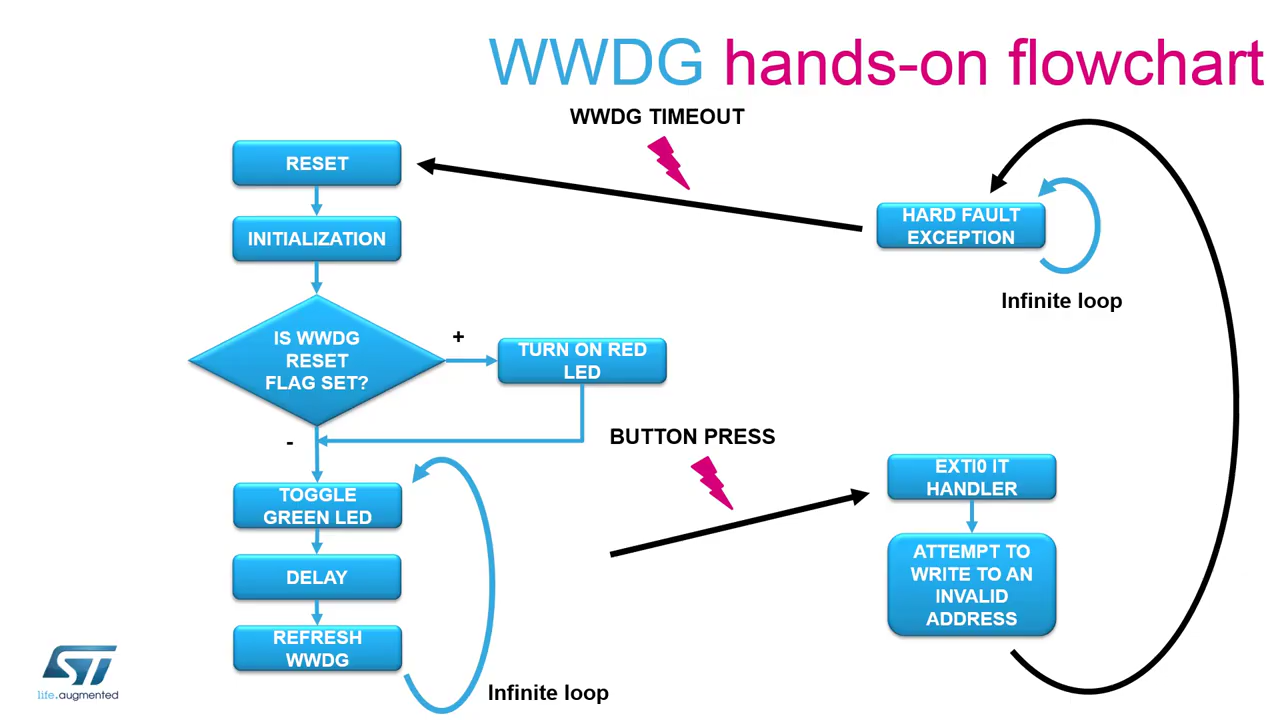 WWDG hands-on flowchart
WWDG TIMEOUT
RESET
INITIALIZATION
HARD FAULT
EXCEPTION
Infinite loop
IS WWDG
RESET
FLAG SET?
+
TURN ON RED
LED
-
BUTTON PRESS
TOGGLE
GREEN LED
DELAY
REFRESH
WWDG
Infinite loop
EXTI0 IT
HANDLER
ATTEMPT TO
WRITE TO AN
INVALID
ADDRESS
ST
life.augmented